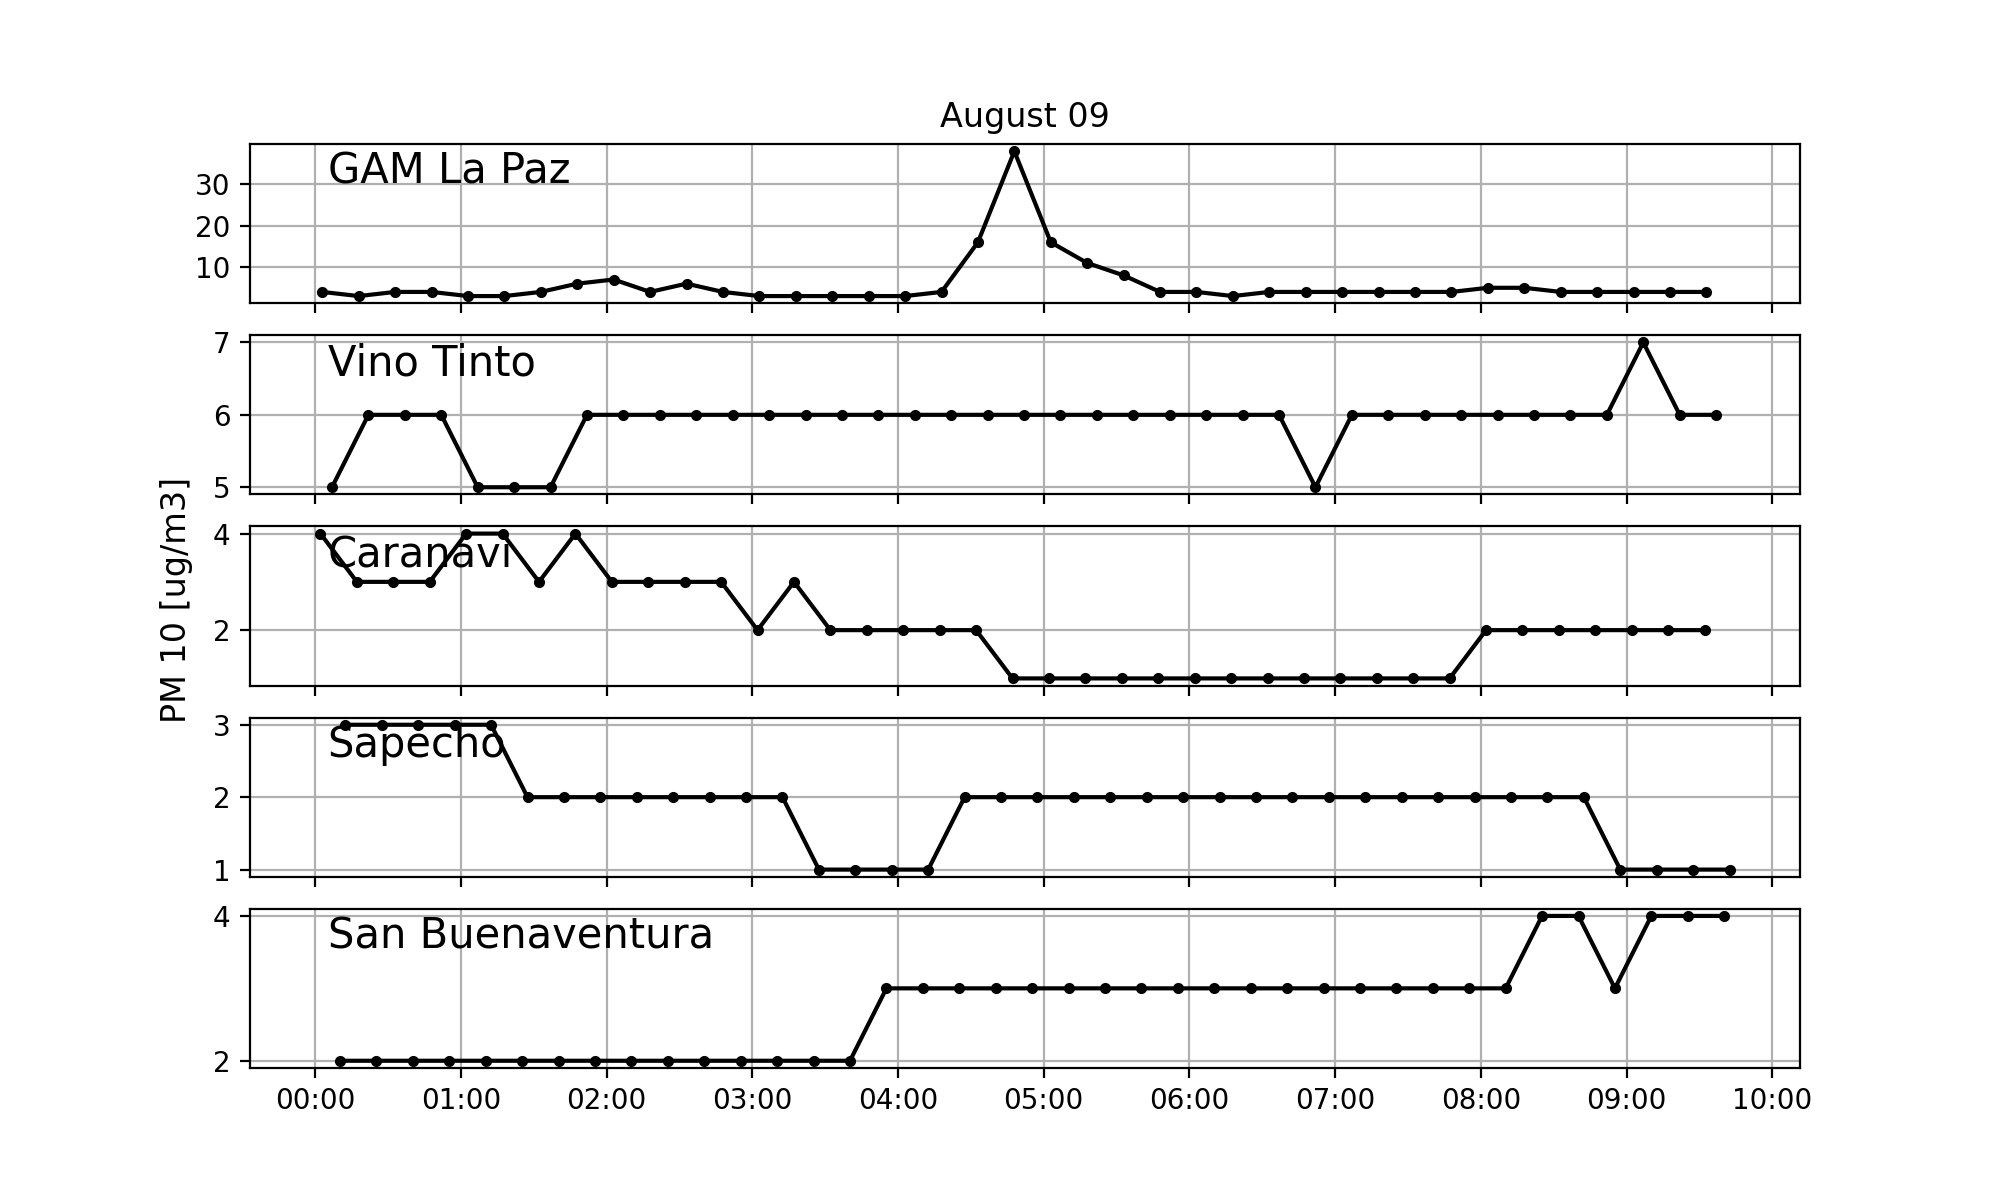 August 09
GAM La Paz
30
20
10
Vino Tinto
7
6
5
PM 10 [ug/m3]
Caranavi
4
2
Sapecho
3
2
1
San Buenaventura
4
2
00:00 01:00 02:00 03:00 04:00 05:00 06:00 07:00 08:00 09:00 10:00